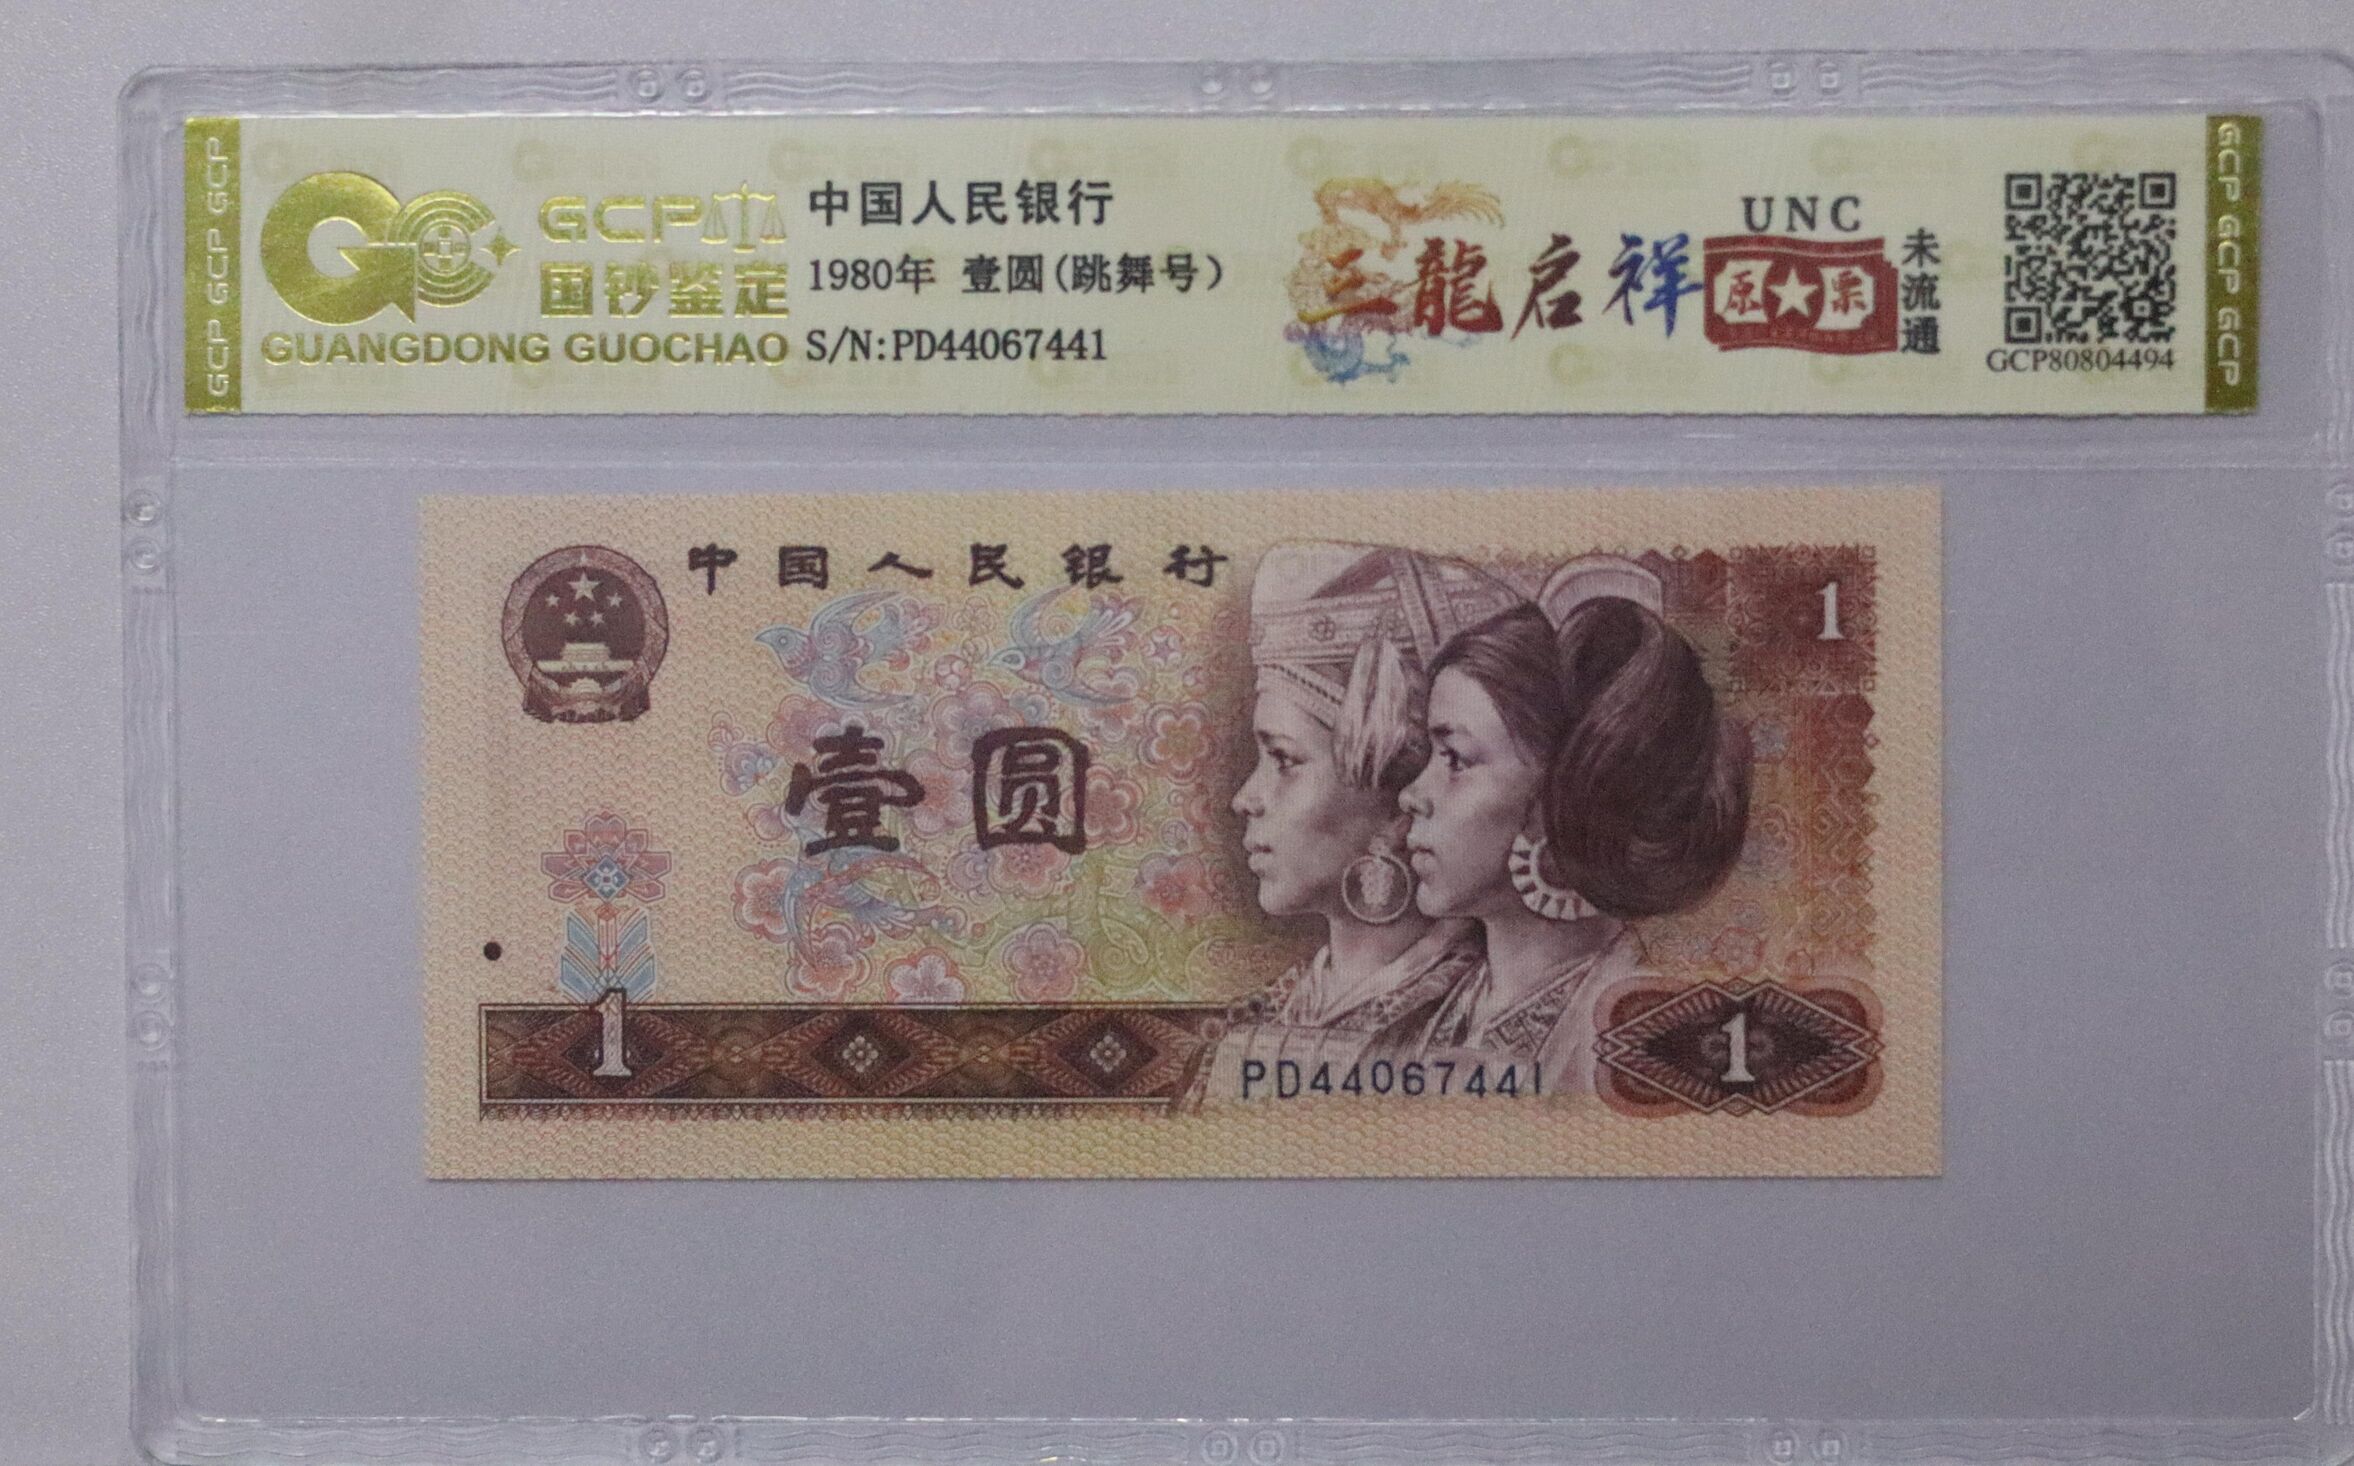 GCP GCP GCP
GCP
国钞鉴定
GUANGDONG GUOCHAO
中国人民银行
1980年 壹圆(跳舞号)
S/N:PD44067441
三龍启祥
UNC
原★票
未流通
GCP80804494
GCP GCP GCP
中国人民银行
1
壹圆
1
1
PD44067441